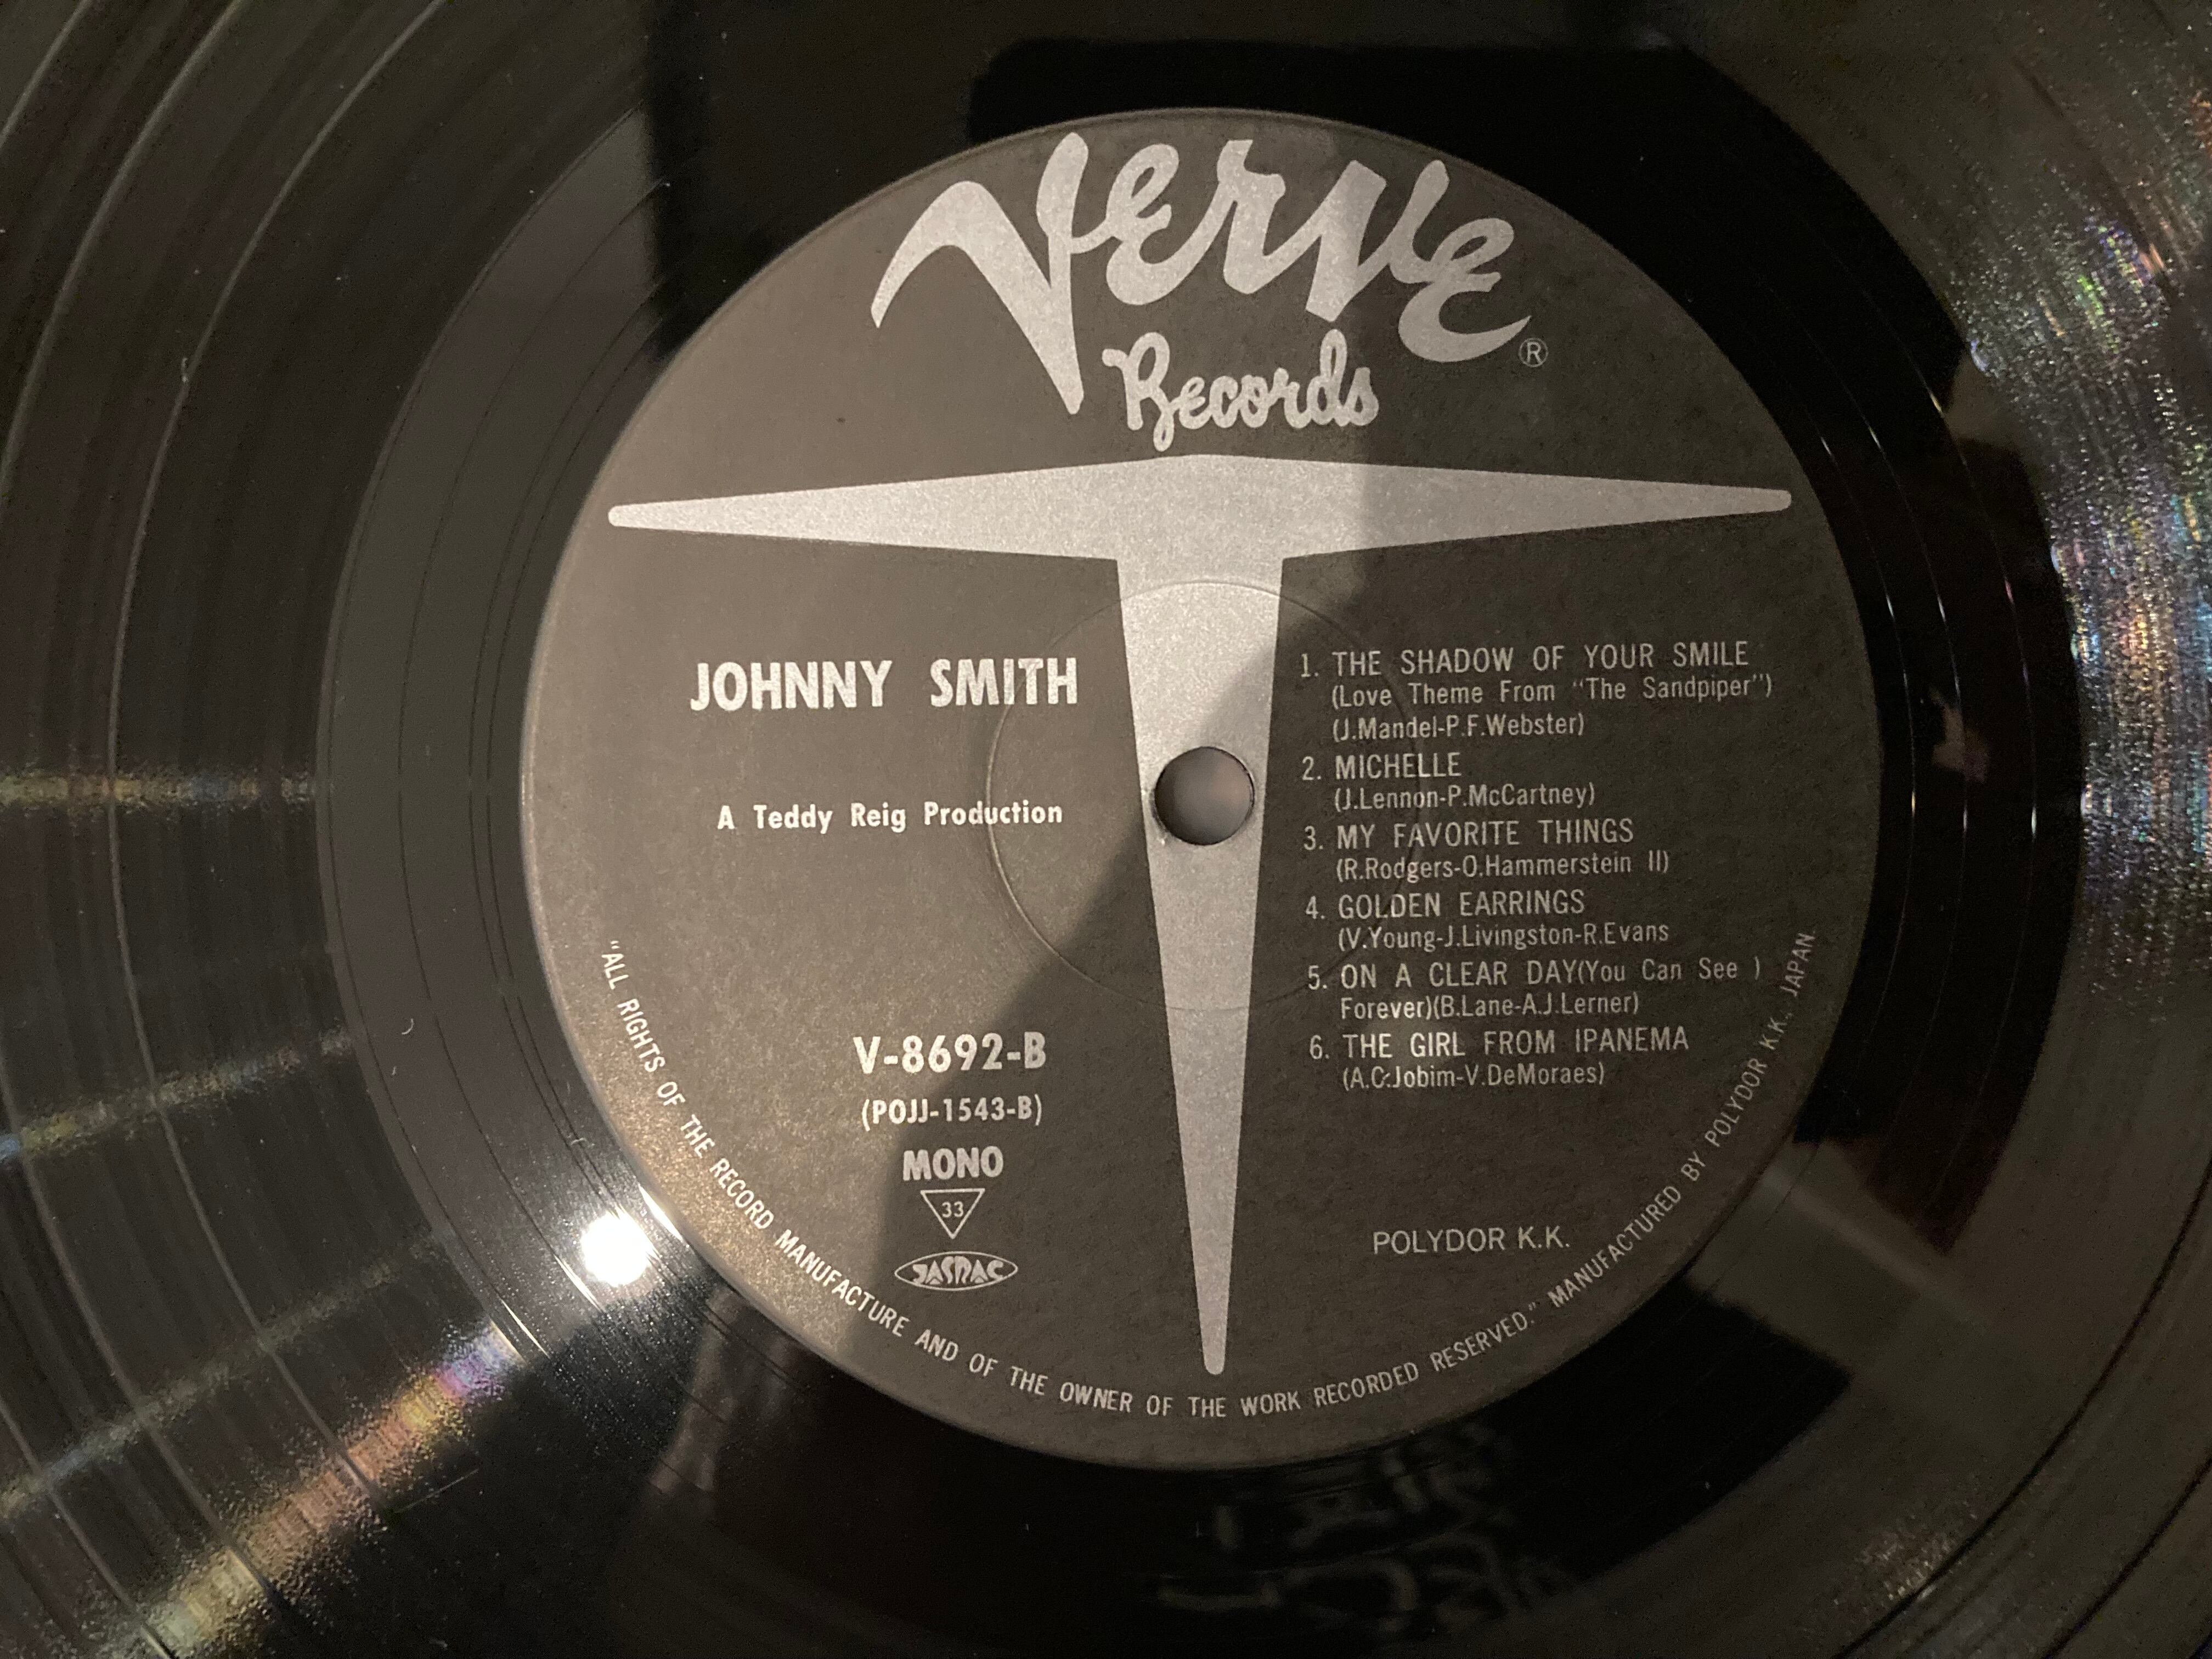 Verve
Records
®
JOHNNY SMITH
A Teddy Reig Production
V-8692-B
(POJJ-1543-B)
MONO
33
JASRAC
1. THE SHADOW OF YOUR SMILE
(Love Theme From "The Sandpiper")
(J.Mandel-P.F.Webster)
2. MICHELLE
(J.Lennon-P.McCartney)
3. MY FAVORITE THINGS
(R.Rodgers-O.Hammerstein II)
4. GOLDEN EARRINGS
(V.Young-J.Livingston-R.Evans
5. ON A CLEAR DAY(You Can See )
Forever)(B.Lane-A.J.Lerner)
6. THE GIRL FROM IPANEMA
(A.C.Jobim-V.DeMoraes)
POLYDOR K.K.
"ALL RIGHTS OF THE RECORD MANUFACTURE AND OF THE OWNER OF THE WORK RECORDED RESERVED." MANUFACTURED BY POLYDOR K.K., JAPAN.